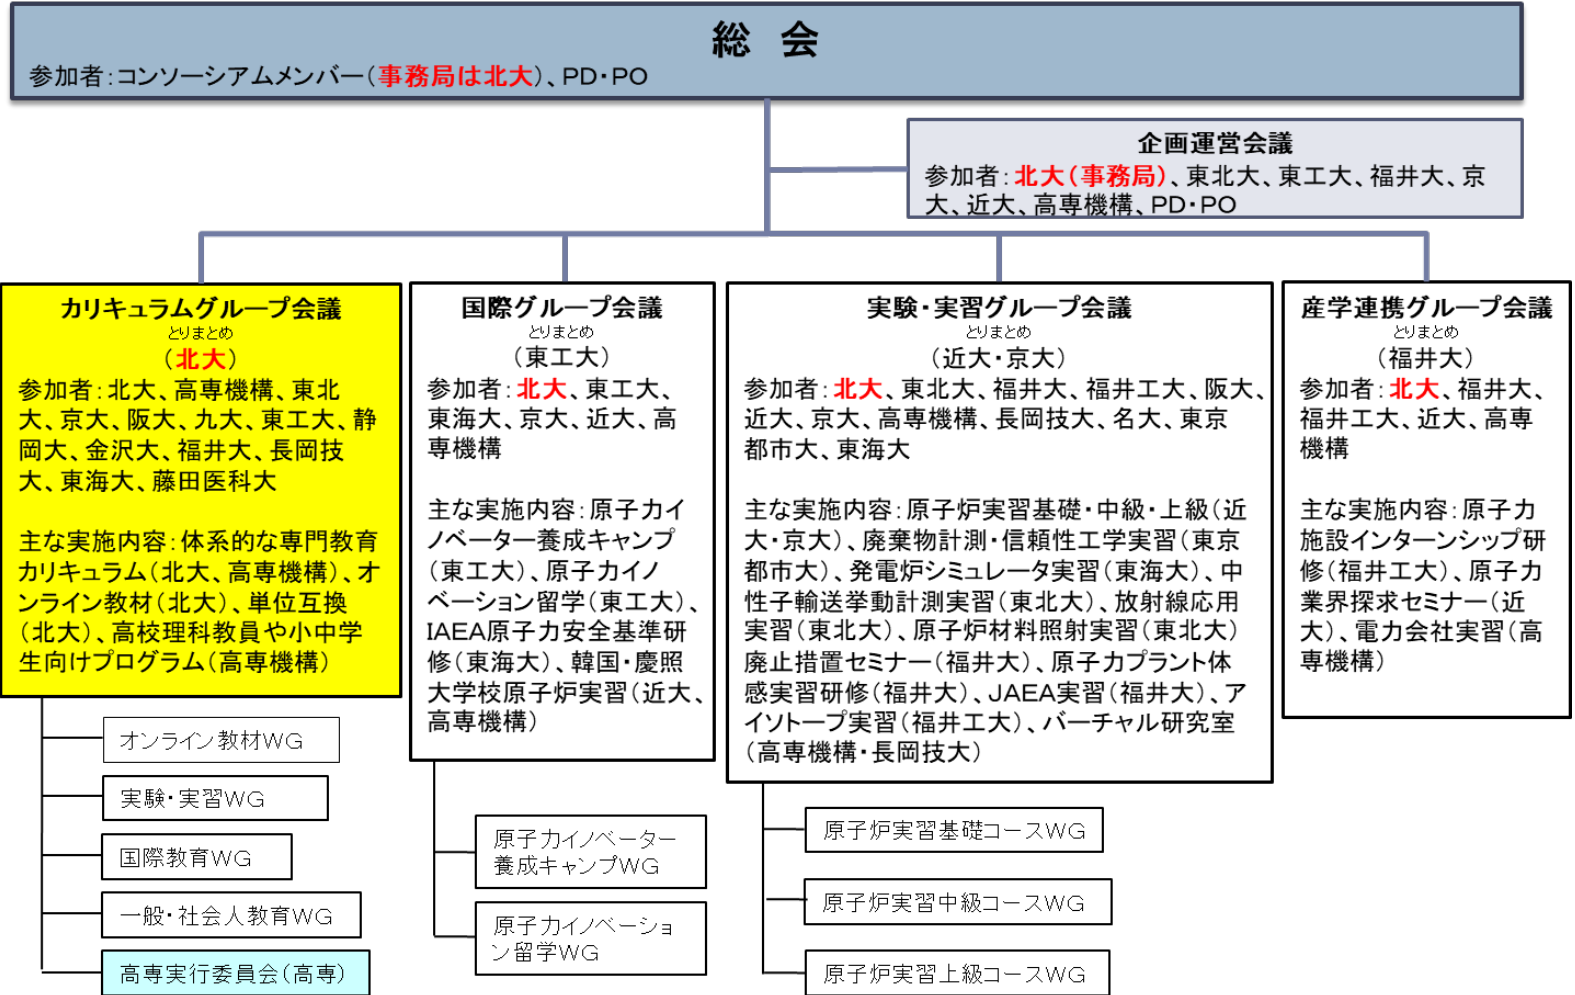 総 会
参加者：コンソーシアムメンバー（事務局は北大）、PD・PO
企画運営会議
参加者：北大（事務局）、東北大、東工大、福井大、京
大、近大、高専機構、PD・PO
カリキュラムグループ会議
とりまとめ
（北大）
参加者：北大、高専機構、東北
大、京大、阪大、九大、東工大、静
岡大、金沢大、福井大、長岡技
大、東海大、藤田医科大
主な実施内容：体系的な専門教育
カリキュラム（北大、高専機構）、オ
ンライン教材（北大）、単位互換
（北大）、高校理科教員や小中学
生向けプログラム（高専機構）
オンライン教材WG
実験・実習WG
国際教育WG
一般・社会人教育WG
高専実行委員会（高専）
国際グループ会議
とりまとめ
（東工大）
参加者：北大、東工大、
東海大、京大、近大、高
専機構
主な実施内容：原子力イ
ノベーター養成キャンプ
（東工大）、原子力イノ
ベーション留学（東工大）、
IAEA原子力安全基準研
修（東海大）、韓国・慶照
大学校原子炉実習（近大、
高専機構）
原子力イノベーター
養成キャンプWG
原子力イノベーショ
ン留学WG
実験・実習グループ会議
とりまとめ
（近大・京大）
参加者：北大、東北大、福井大、福井工大、阪大、
近大、京大、高専機構、長岡技大、名大、東京
都市大、東海大
主な実施内容：原子炉実習基礎・中級・上級（近
大・京大）、廃棄物計測・信頼性工学実習（東京
都市大）、発電炉シミュレータ実習（東海大）、中
性子輸送挙動計測実習（東北大）、放射線応用
実習（東北大）、原子炉材料照射実習（東北大）
廃止措置セミナー（福井大）、原子力プラント体
感実習研修（福井大）、JAEA実習（福井大）、ア
イソトープ実習（福井工大）、バーチャル研究室
（高専機構・長岡技大）
原子炉実習基礎コースWG
原子炉実習中級コースWG
原子炉実習上級コースWG
産学連携グループ会議
とりまとめ
（福井大）
参加者：北大、福井大、
福井工大、近大、高専
機構
主な実施内容：原子力
施設インターンシップ研
修（福井工大）、原子力
業界探求セミナー（近
大）、電力会社実習（高
専機構）